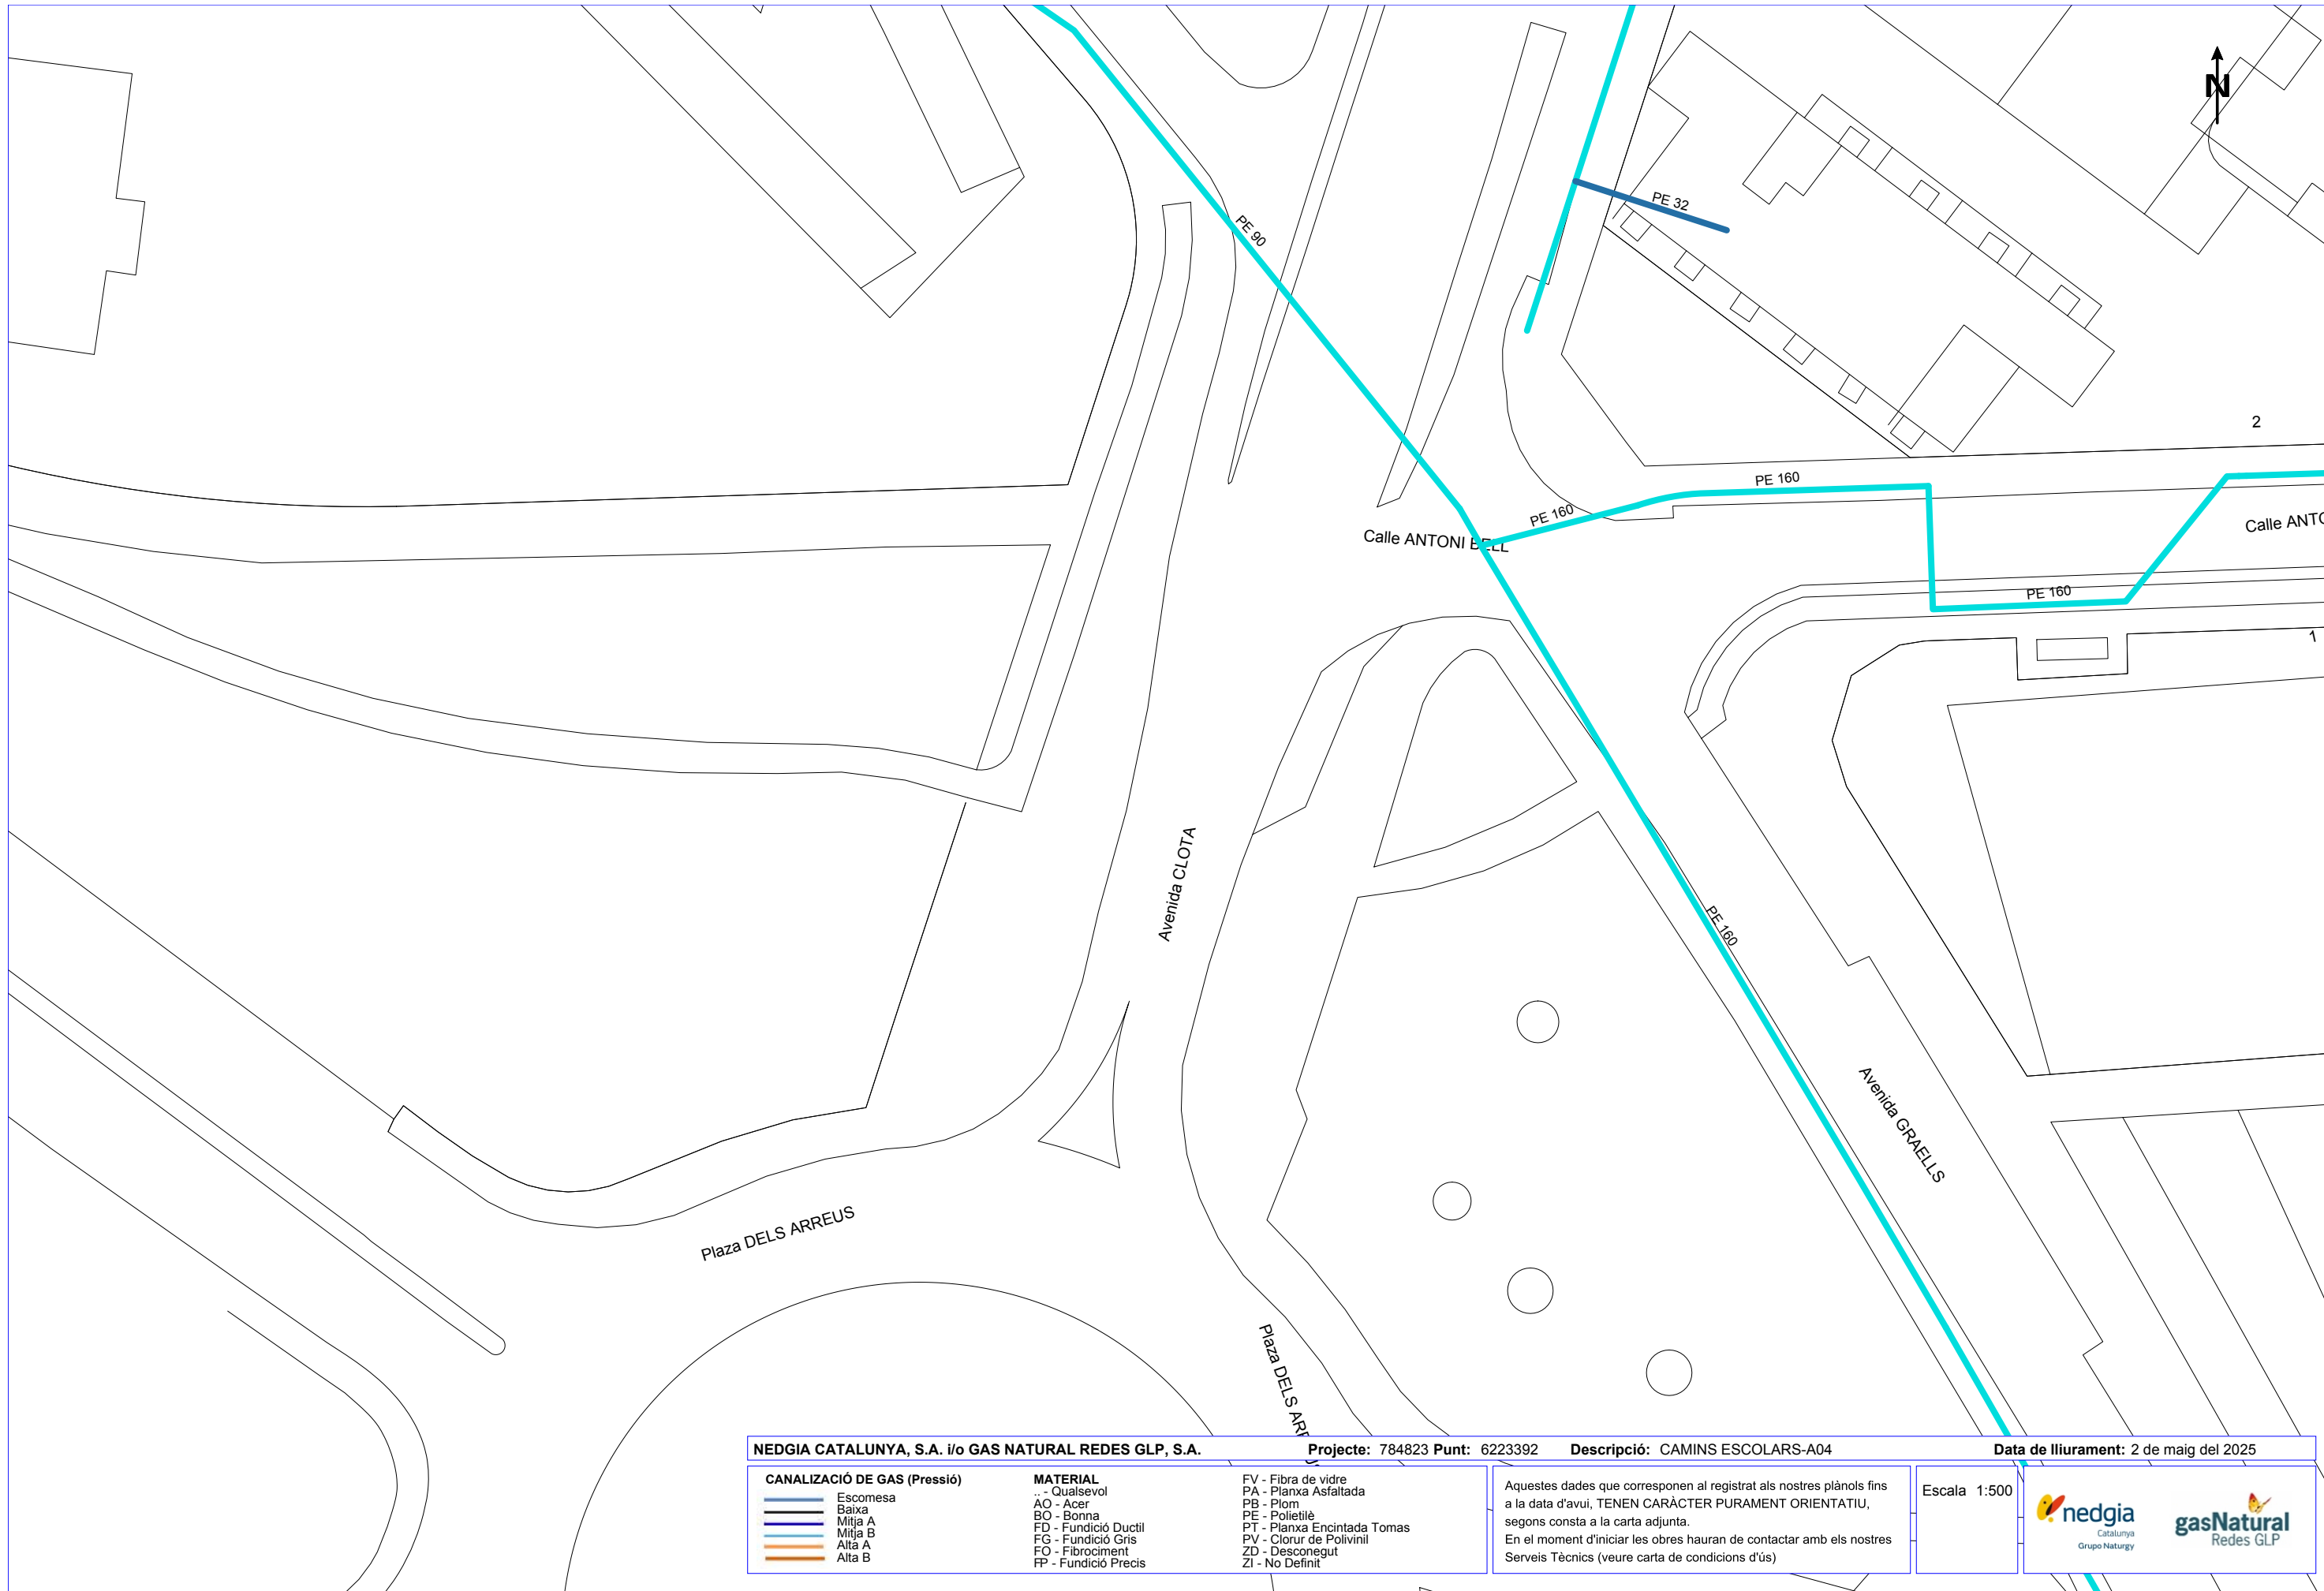 N
PE 90
PE 32
2
PE 160
PE 160
Calle ANTONI BELL
Calle ANTO
PE 160
1
Avenida CLOTA
PE 160
Avenida GRAELLS
Plaza DELS ARREUS
Plaza DELS ARR
NEDGIA CATALUNYA, S.A. i/o GAS NATURAL REDES GLP, S.A. Projecte: 784823 Punt: 6223392 Descripció: CAMINS ESCOLARS-A04 Data de lliurament: 2 de maig del 2025
CANALIZACIÓ DE GAS (Pressió)
Escomesa
Baixa
Mitja A
Mitja B
Alta A
Alta B
MATERIAL
.. - Qualsevol
AO - Acer
BO - Bonna
FD - Fundició Ductil
FG - Fundició Gris
FO - Fibrociment
FP - Fundició Precis
FV - Fibra de vidre
PA - Planxa Asfaltada
PB - Plom
PE - Polietilè
PT - Planxa Encintada Tomas
PV - Clorur de Polivinil
ZD - Desconegut
ZI - No Definit
Aquestes dades que corresponen al registrat als nostres plànols fins
a la data d'avui, TENEN CARÀCTER PURAMENT ORIENTATIU,
segons consta a la carta adjunta.
En el moment d'iniciar les obres hauran de contactar amb els nostres
Serveis Tècnics (veure carta de condicions d'ús)
Escala 1:500
nedgia
Catalunya
Grupo Naturgy
gasNatural
Redes GLP